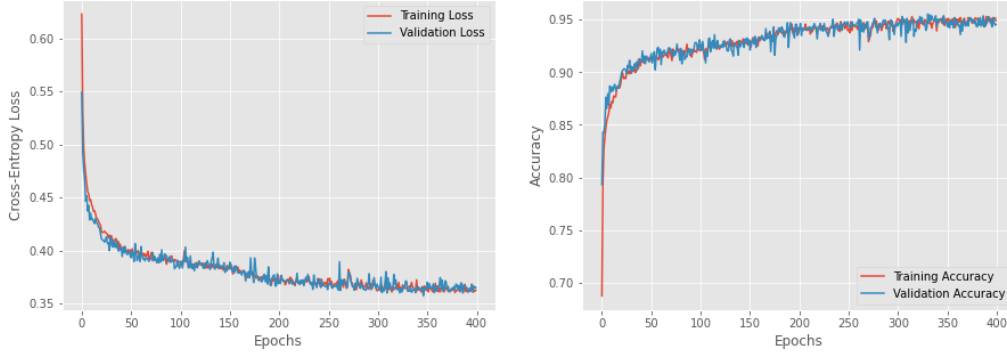 Training Loss
Validation Loss
0.60
0.55
0.50
0.45
0.40
0.35
Cross-Entropy Loss
0 50 100 150 200 250 300 350 400
Epochs
0.95
0.90
0.85
0.80
0.75
0.70
Accuracy
Training Accuracy
Validation Accuracy
0 50 100 150 200 250 300 350 400
Epochs